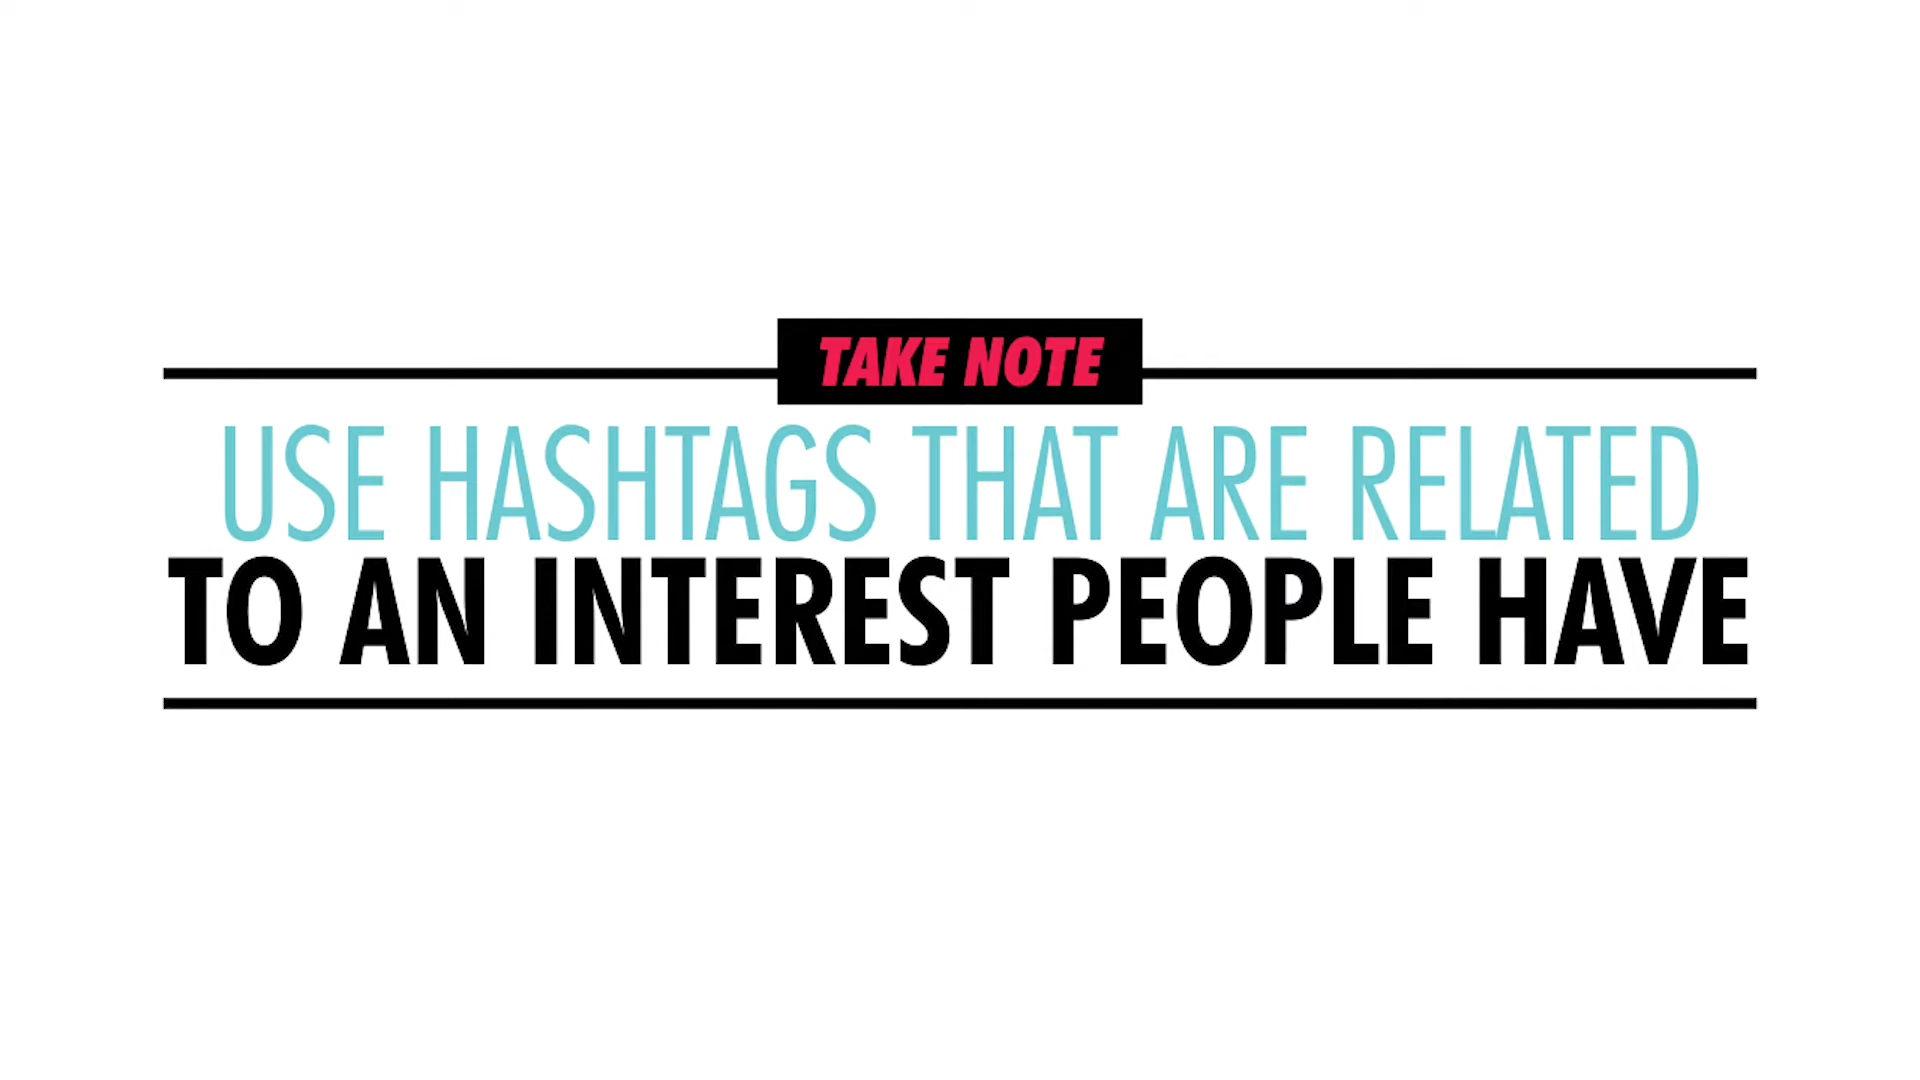 TAKE NOTE
USE HASHTAGS THAT ARE RELATED
TO AN INTEREST PEOPLE HAVE